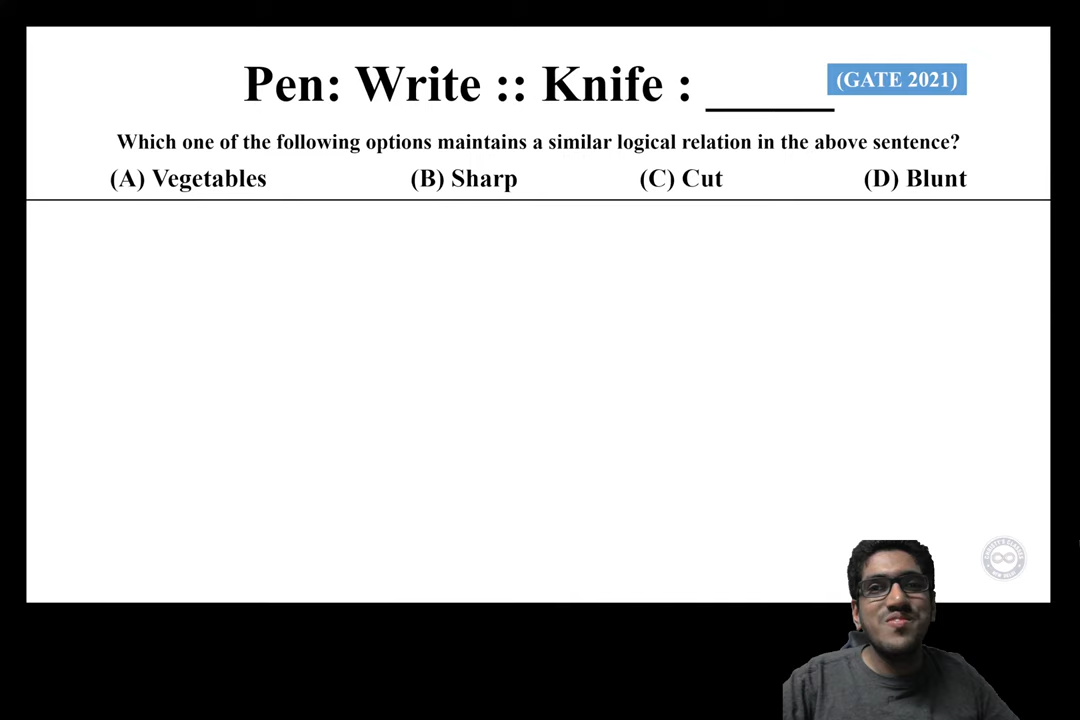 Pen: Write :: Knife : ________
(GATE 2021)
Which one of the following options maintains a similar logical relation in the above sentence?
(A) Vegetables (B) Sharp (C) Cut (D) Blunt